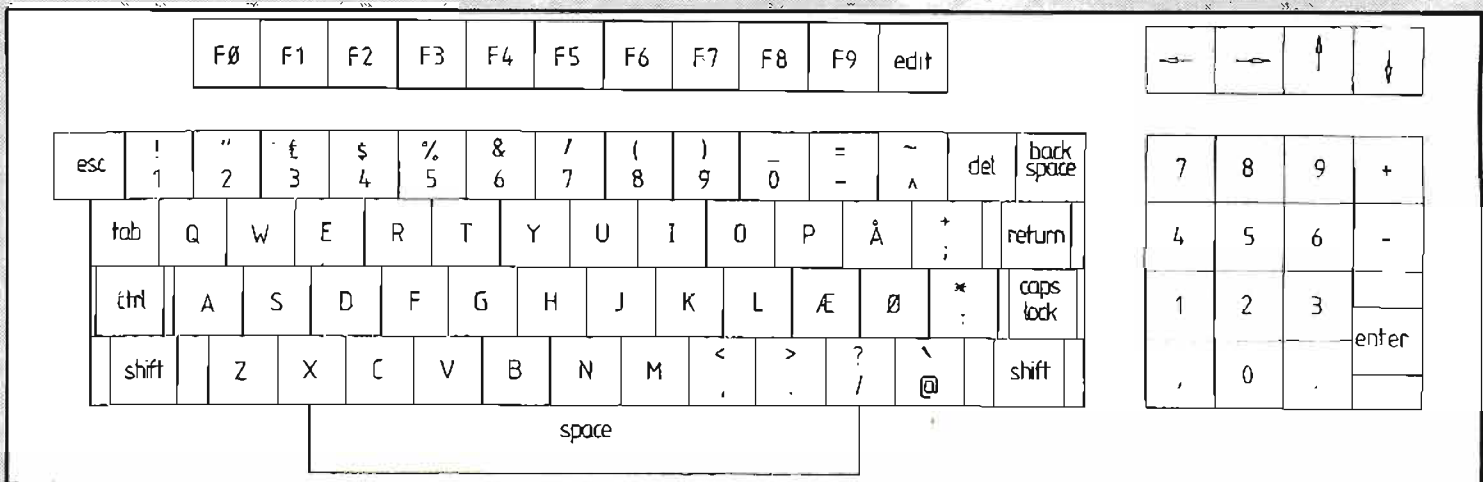 FØ F1 F2 F3 F4 F5 F6 F7 F8 F9 edit ← → ↑ ↓
! " £ $ % & / ( ) _ = ~ back
esc 1 2 3 4 5 6 7 8 9 0 - ^ del space
7 8 9 +
tab Q W E R T Y U I O P Å + ; return
4 5 6 -
ctrl A S D F G H J K L Æ Ø * : caps lock
1 2 3 enter
shift Z X C V B N M < , > . ? / \ @ shift
, 0 .
space